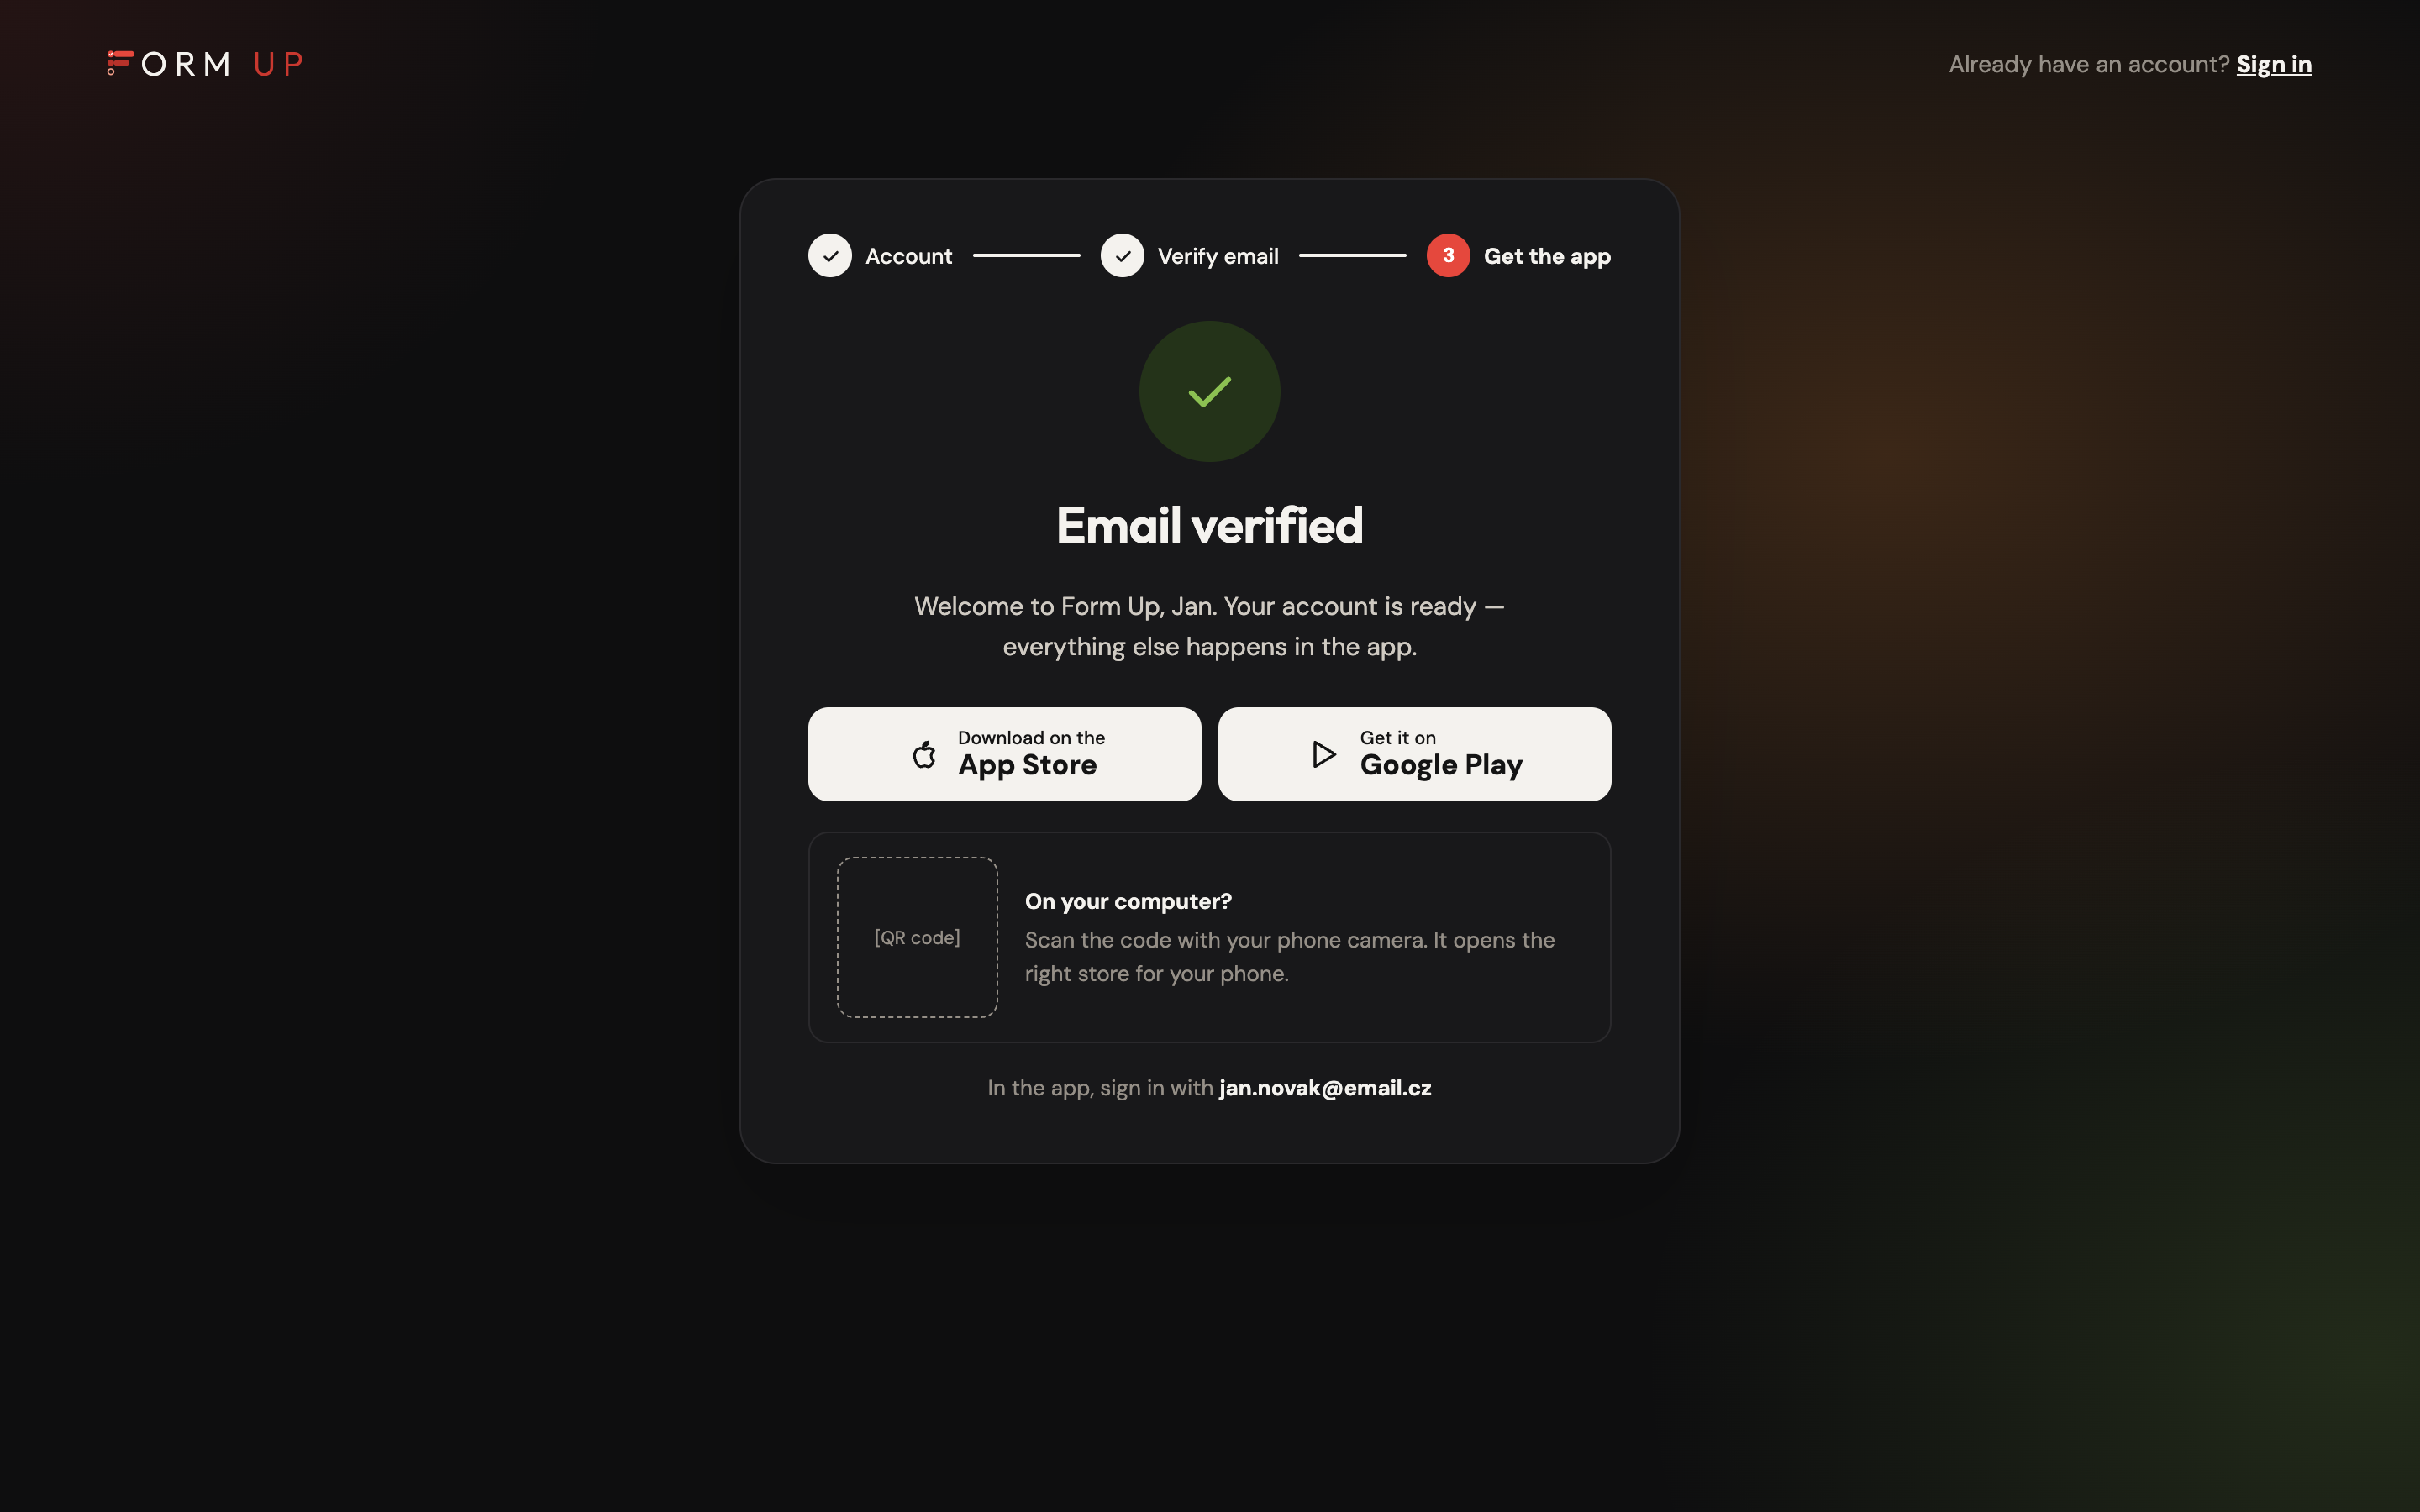 FORM UP
Already have an account? Sign in
Account
Verify email
3
Get the app
Email verified
Welcome to Form Up, Jan. Your account is ready —
everything else happens in the app.
Download on the
App Store
Get it on
Google Play
[QR code]
On your computer?
Scan the code with your phone camera. It opens the
right store for your phone.
In the app, sign in with jan.novak@email.cz